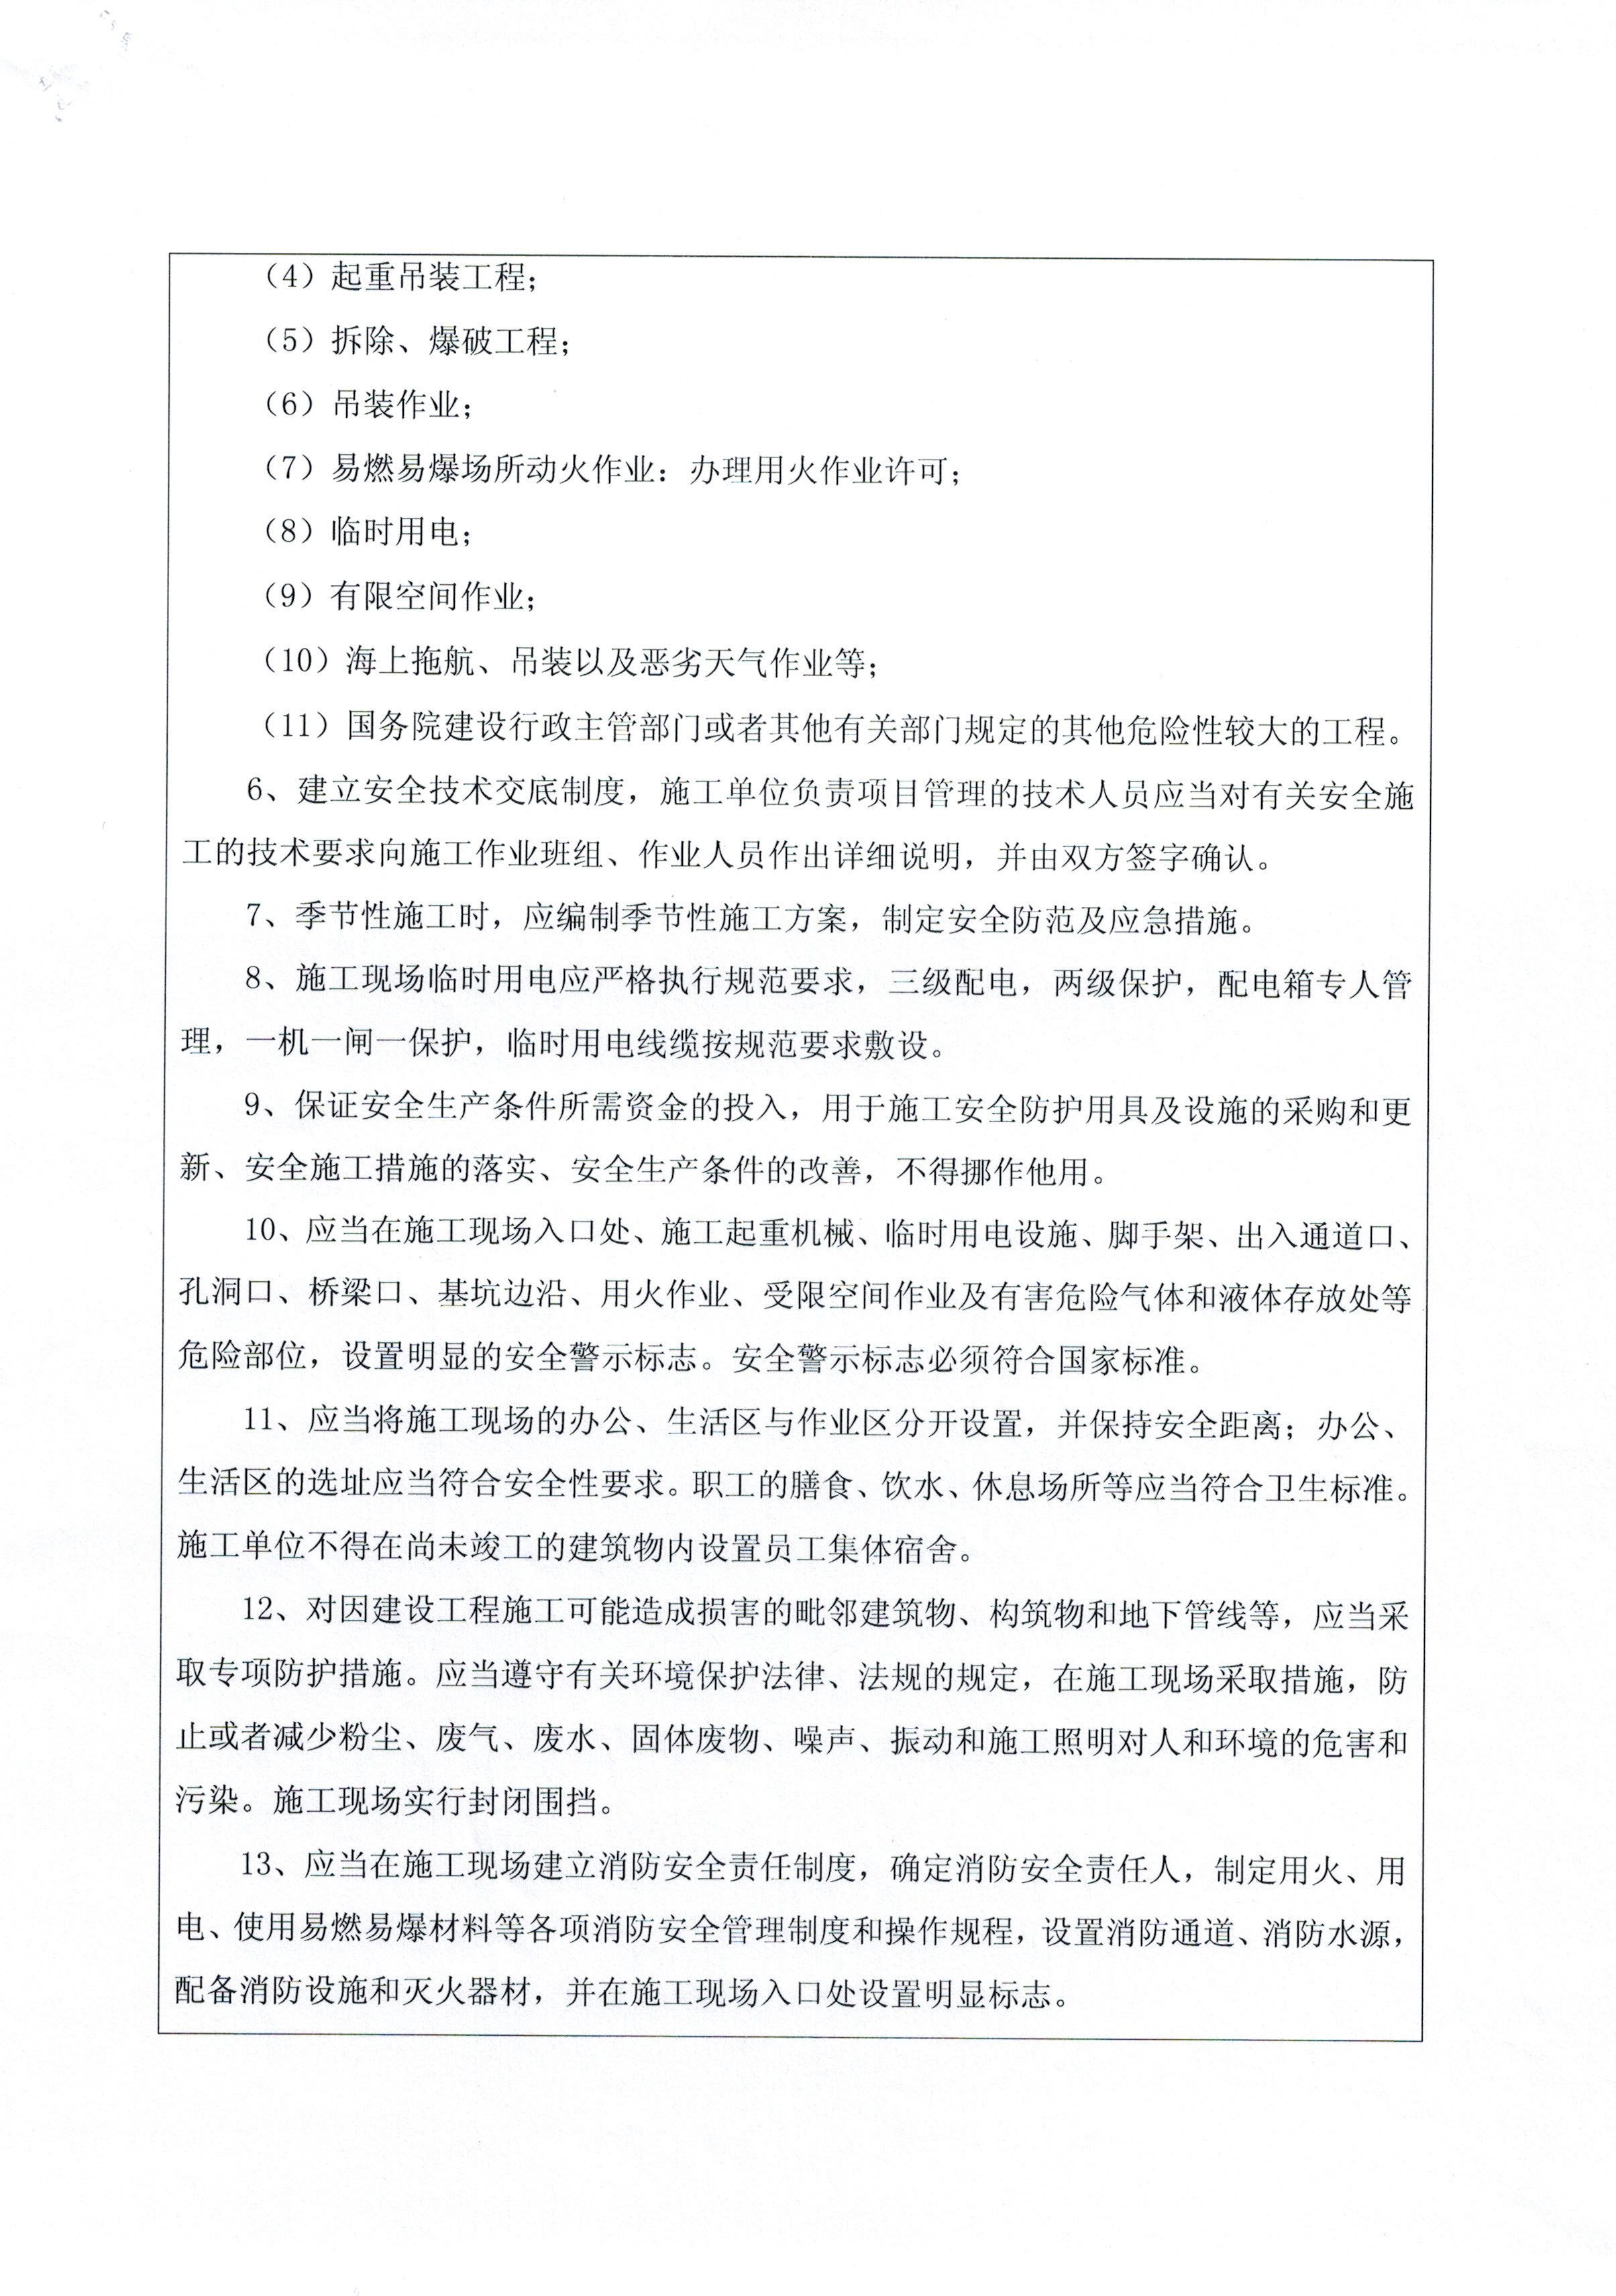 （4）起重吊装工程；
（5）拆除、爆破工程；
（6）吊装作业；
（7）易燃易爆场所动火作业：办理用火作业许可；
（8）临时用电；
（9）有限空间作业；
（10）海上拖航、吊装以及恶劣天气作业等；
（11）国务院建设行政主管部门或者其他有关部门规定的其他危险性较大的工程。
6、建立安全技术交底制度，施工单位负责项目管理的技术人员应当对有关安全施
工的技术要求向施工作业班组、作业人员作出详细说明，并由双方签字确认。
7、季节性施工时，应编制季节性施工方案，制定安全防范及应急措施。
8、施工现场临时用电应严格执行规范要求，三级配电，两级保护，配电箱专人管
理，一机一闸一保护，临时用电线缆按规范要求敷设。
9、保证安全生产条件所需资金的投入，用于施工安全防护用具及设施的采购和更
新、安全施工措施的落实、安全生产条件的改善，不得挪作他用。
10、应当在施工现场入口处、施工起重机械、临时用电设施、脚手架、出入通道口、
孔洞口、桥梁口、基坑边沿、用火作业、受限空间作业及有害危险气体和液体存放处等
危险部位，设置明显的安全警示标志。安全警示标志必须符合国家标准。
11、应当将施工现场的办公、生活区与作业区分开设置，并保持安全距离；办公、
生活区的选址应当符合安全性要求。职工的膳食、饮水、休息场所等应当符合卫生标准。
施工单位不得在尚未竣工的建筑物内设置员工集体宿舍。
12、对因建设工程施工可能造成损害的毗邻建筑物、构筑物和地下管线等，应当采
取专项防护措施。应当遵守有关环境保护法律、法规的规定，在施工现场采取措施，防
止或者减少粉尘、废气、废水、固体废物、噪声、振动和施工照明对人和环境的危害和
污染。施工现场实行封闭围挡。
13、应当在施工现场建立消防安全责任制度，确定消防安全责任人，制定用火、用
电、使用易燃易爆材料等各项消防安全管理制度和操作规程，设置消防通道、消防水源，
配备消防设施和灭火器材，并在施工现场入口处设置明显标志。